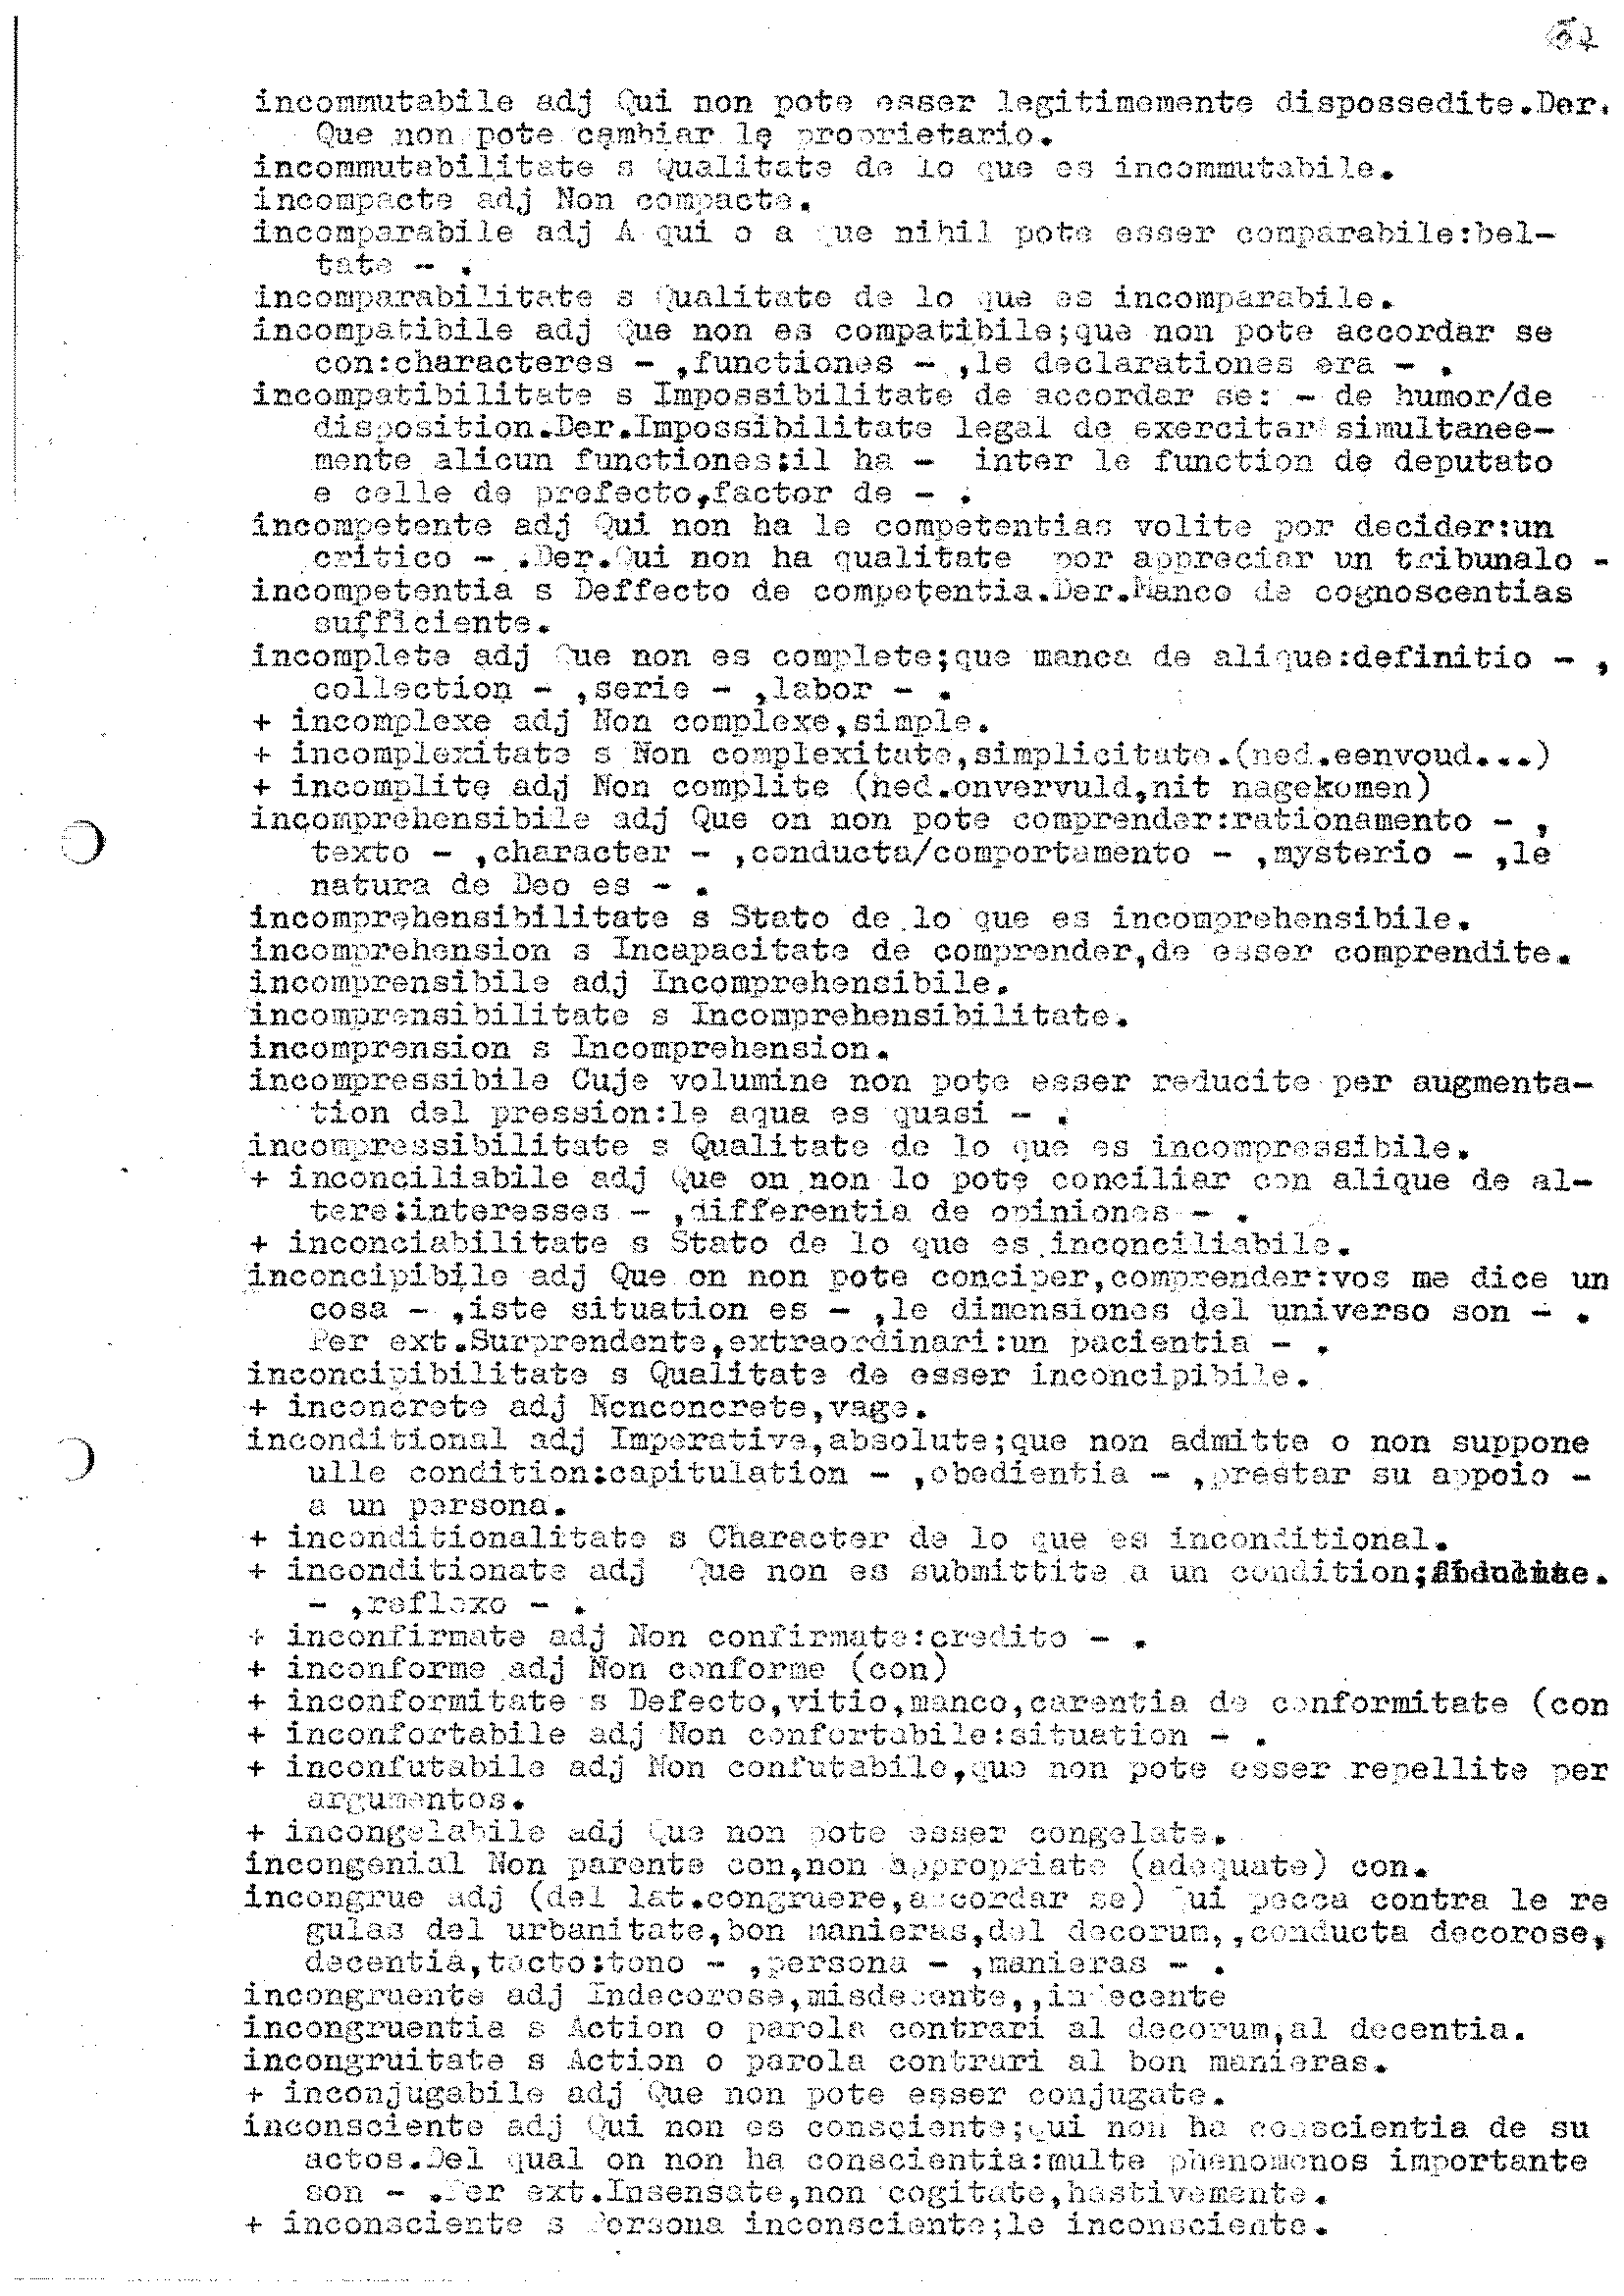 incommutabile adj Qui non pote esser legitimemente dispossedite.Der.
Que non pote cambiar le proprietario.
incommutabilitate s Qualitate de lo que es incommutabile.
incompacte adj Non compacte.
incomparabile adj A qui o a que nihil pote esser comparabile:bel-
tate - .
incomparabilitate s Qualitate de lo que es incomparabile.
incompatibile adj Que non es compatibile;que non pote accordar se
con:characteres - ,functiones - ,le declarationes era - .
incompatibilitate s Impossibilitate de accordar se: - de humor/de
disposition.Der.Impossibilitate legal de exercitar simultanee-
mente alicun functiones:il ha - inter le function de deputato
e celle de prefecto,factor de - .
incompetente adj Qui non ha le competentias volite por decider:un
critico - .Der.Qui non ha qualitate por appreciar un tribunalo -
incompetentia s Deffecto de competentia.Der.Manco de cognoscentias
sufficiente.
incomplete adj Que non es complete;que manca de alique:definitio - ,
collection - ,serie - ,labor - .
+ incomplexe adj Non complexe,simple.
+ incomplexitate s Non complexitate,simplicitate.(ned.eenvoud...)
+ incomplite adj Non complite (ned.onvervuld,nit nagekomen)
incomprehensibile adj Que on non pote comprender:rationamento - ,
texto - ,character - ,conducta/comportamento - ,mysterio - ,le
natura de Deo es - .
incomprehensibilitate s Stato de lo que es incomprehensibile.
incomprehension s Incapacitate de comprender,de esser comprendite.
incomprensibile adj Incomprehensibile.
incomprensibilitate s Incomprehensibilitate.
incomprension s Incomprehension.
incompressibile Cuje volumine non pote esser reducite per augmenta-
tion del pression:le aqua es quasi - .
incompressibilitate s Qualitate de lo que es incompressibile.
+ inconciliabile adj Que on non lo pote conciliar con alique de al-
tere:interesses - ,differentia de opiniones - .
+ inconciabilitate s Stato de lo que es inconciliabile.
inconcipibile adj Que on non pote conciper,comprender:vos me dice un
cosa - ,iste situation es - ,le dimensiones del universo son - .
Per ext.Surprendente,extraordinari:un pacientia - .
inconcipibilitate s Qualitate de esser inconcipibile.
+ inconcrete adj Nonconcrete,vage.
inconditional adj Imperative,absolute;que non admitte o non suppone
ulle condition:capitulation - ,obedientia - ,prestar su appoio -
a un persona.
+ inconditionalitate s Character de lo que es inconditional.
+ inconditionate adj Que non es submittite a un condition;
- ,reflexo - .
+ inconfirmate adj Non confirmate:credito - .
+ inconforme adj Non conforme (con)
+ inconformitate s Defecto,vitio,manco,carentia de conformitate (con
+ inconfortabile adj Non confortabile:situation - .
+ inconfutabile adj Non confutabile,que non pote esser repellite per
argumentos.
+ incongelabile adj Que non pote esser congelate.
incongenial Non parente con,non appropriate (adequate) con.
incongrue adj (del lat.congruere,accordar se) Qui pecca contra le re
gulas del urbanitate,bon manieras,del decorum,,conducta decorose,
decentia,tacto:tono - ,persona - ,manieras - .
incongruente adj Indecorose,misdecente,,indecente
incongruentia s Action o parola contrari al decorum,al decentia.
incongruitate s Action o parola contrari al bon manieras.
+ inconjugabile adj Que non pote esser conjugate.
inconsciente adj Qui non es consciente;qui non ha conscientia de su
actos.Del qual on non ha conscientia:multe phenomenos importante
son - .Per ext.Insensate,non cogitate,hastivemente.
+ inconsciente s Persona inconsciente;le inconsciente.